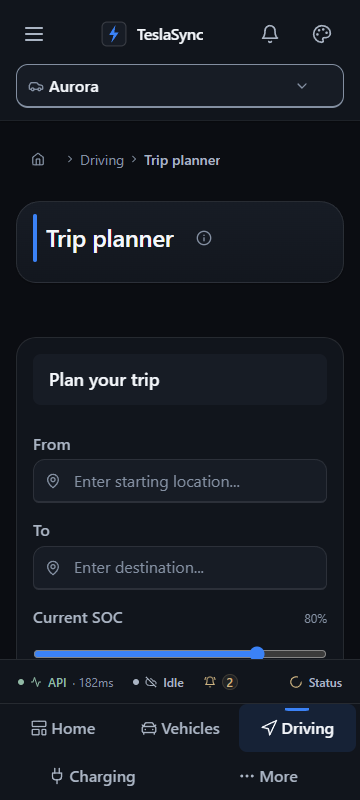 TeslaSync
Aurora
Driving
Trip planner
Trip planner
Plan your trip
From
Enter starting location...
To
Enter destination...
Current SOC 80%
API · 182ms Idle 2 Status
Home Vehicles Driving
Charging More